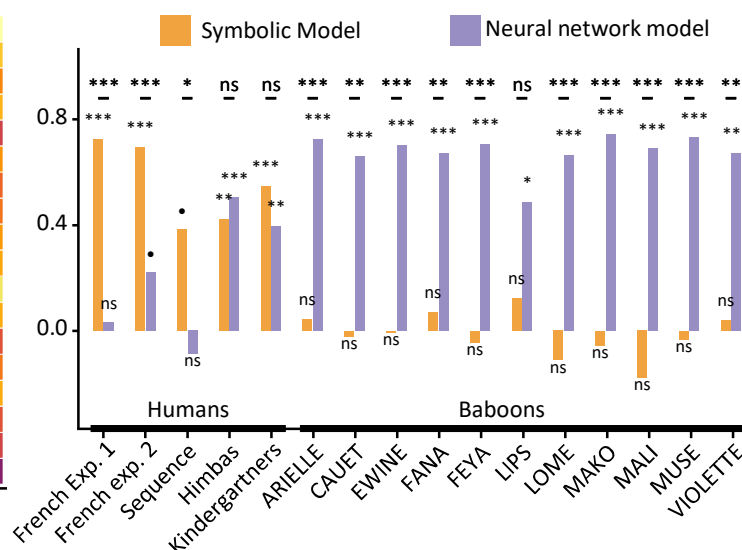 Symbolic Model
Neural network model
*** *** * ns ns *** ** *** ** *** ns *** *** *** *** **
*** *** • ** *** *** ** *** *** *** *** *** * *** *** *** *** **
ns • ns ns ns ns ns ns ns ns ns ns ns ns
0.8
0.4
0.0
Humans
Baboons
French Exp. 1
French exp. 2
Sequence
Himbas
Kindergartners
ARIELLE
CAUET
EWINE
FANA
FEYA
LIPS
LOME
MAKO
MALI
MUSE
VIOLETTE